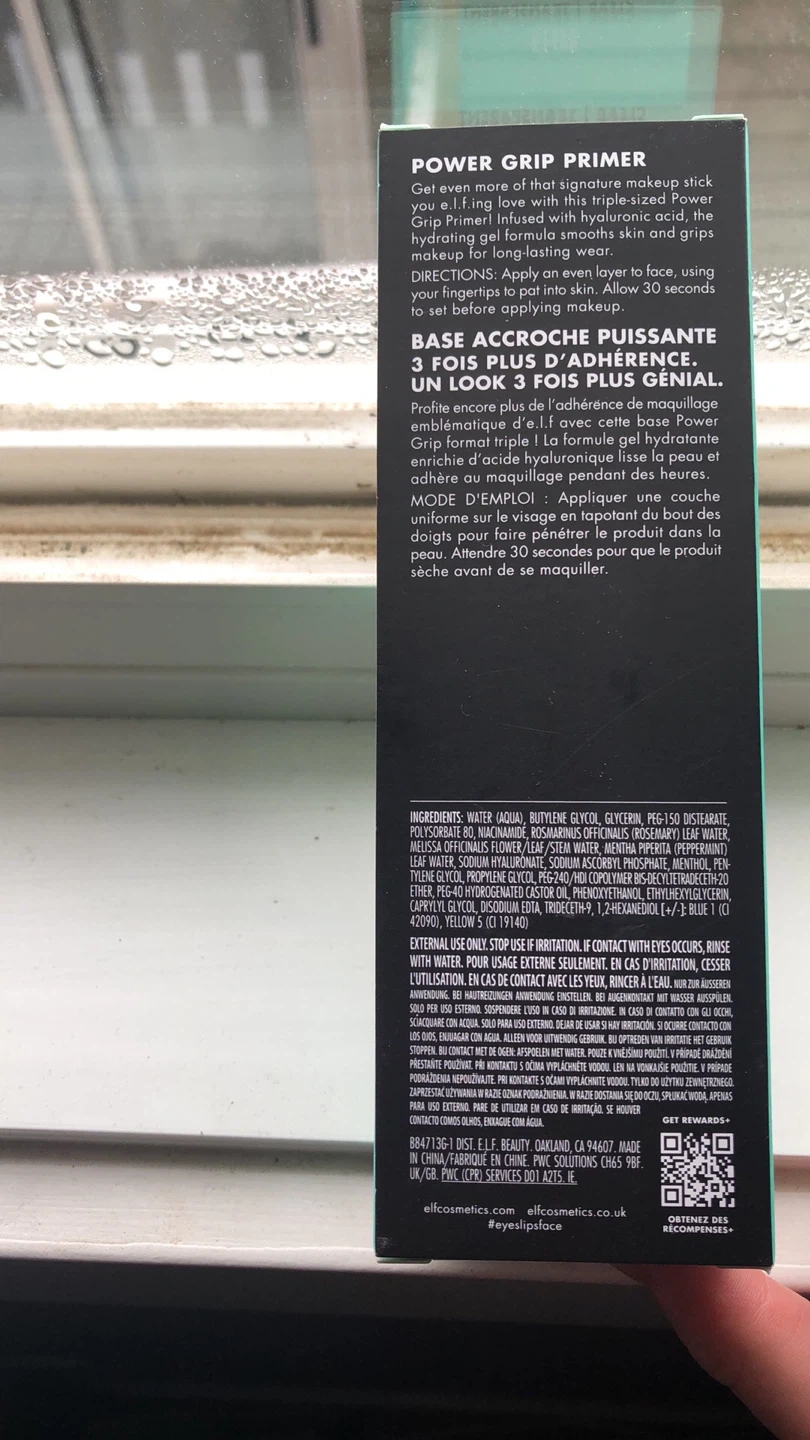 POWER GRIP PRIMER
Get even more of that signature makeup stick
you e.l.f.ing love with this triple-sized Power
Grip Primer! Infused with hyaluronic acid, the
hydrating gel formula smooths skin and grips
makeup for long-lasting wear.
DIRECTIONS: Apply an even layer to face, using
your fingertips to pat into skin. Allow 30 seconds
to set before applying makeup.
BASE ACCROCHE PUISSANTE
3 FOIS PLUS D'ADHÉRENCE.
UN LOOK 3 FOIS PLUS GÉNIAL.
Profite encore plus de l'adhérence de maquillage
emblématique d'e.l.f avec cette base Power
Grip format triple ! La formule gel hydratante
enrichie d'acide hyaluronique lisse la peau et
adhère au maquillage pendant des heures.
MODE D'EMPLOI : Appliquer une couche
uniforme sur le visage en tapotant du bout des
doigts pour faire pénétrer le produit dans la
peau. Attendre 30 secondes pour que le produit
sèche avant de se maquiller.
INGREDIENTS: WATER (AQUA), BUTYLENE GLYCOL, GLYCERIN, PEG-150 DISTEARATE,
POLYSORBATE 80, NIACINAMIDE, ROSMARINUS OFFICINALIS (ROSEMARY) LEAF WATER,
MELISSA OFFICINALIS FLOWER/LEAF/STEM WATER, MENTHA PIPERITA (PEPPERMINT)
LEAF WATER, SODIUM HYALURONATE, SODIUM ASCORBYL PHOSPHATE, MENTHOL, PEN-
TYLENE GLYCOL, PROPYLENE GLYCOL, PEG-240/HDI COPOLYMER BIS-DECYLTETRADECETH-20
ETHER, PEG-40 HYDROGENATED CASTOR OIL, PHENOXYETHANOL, ETHYLHEXYLGLYCERIN,
CAPRYLYL GLYCOL, DISODIUM EDTA, TRIDECETH-9, 1,2-HEXANEDIOL [+/-]: BLUE 1 (CI
42090), YELLOW 5 (CI 19140)
EXTERNAL USE ONLY. STOP USE IF IRRITATION. IF CONTACT WITH EYES OCCURS, RINSE
WITH WATER. POUR USAGE EXTERNE SEULEMENT. EN CAS D'IRRITATION, CESSER
L'UTILISATION. EN CAS DE CONTACT AVEC LES YEUX, RINCER À L'EAU. NUR ZUR ÄUSSEREN
ANWENDUNG. BEI HAUTREIZUNGEN ANWENDUNG EINSTELLEN. BEI AUGENKONTAKT MIT WASSER AUSSPÜLEN.
SOLO PER USO ESTERNO. SOSPENDERE L'USO IN CASO DI IRRITAZIONE. IN CASO DI CONTATTO CON GLI OCCHI,
SCIACQUARE CON ACQUA. SOLO PARA USO EXTERNO. DEJAR DE USAR SI HAY IRRITACIÓN. SI OCURRE CONTACTO CON
LOS OJOS, ENJUAGAR CON AGUA. ALLEEN VOOR UITWENDIG GEBRUIK. BIJ OPTREDEN VAN IRRITATIE HET GEBRUIK
STOPPEN. BIJ CONTACT MET DE OGEN: AFSPOELEN MET WATER. POUZE K VNĚJŠÍMU POUŽITÍ. V PŘÍPADĚ DRÁŽDĚNÍ
PŘESTAŇTE POUŽÍVAT. PŘI KONTAKTU S OČIMA VYPLÁCHNĚTE VODOU. LEN NA VONKAJŠIE POUŽITIE. V PRÍPADE
PODRÁŽDENIA NEPOUŽÍVAJTE. PRI KONTAKTE S OČAMI VYPLÁCHNITE VODOU. TYLKO DO UŻYTKU ZEWNĘTRZNEGO.
ZAPRZESTAĆ UŻYWANIA W RAZIE OZNAK PODRAŻNIENIA. W RAZIE DOSTANIA SIĘ DO OCZU, SPŁUKAĆ WODĄ. APENAS
PARA USO EXTERNO. PARE DE UTILIZAR EM CASO DE IRRITAÇÃO. SE HOUVER
CONTACTO COM OS OLHOS, ENXAGUE COM ÁGUA.
GET REWARDS+
B84713G-1 DIST. E.L.F. BEAUTY. OAKLAND, CA 94607. MADE
IN CHINA/FABRIQUÉ EN CHINE. PWC SOLUTIONS CH65 9BF.
UK/GB. PWC (CPR) SERVICES D01 A2T5. IE.
OBTENEZ DES
RÉCOMPENSES+
elfcosmetics.com elfcosmetics.co.uk
#eyeslipsface